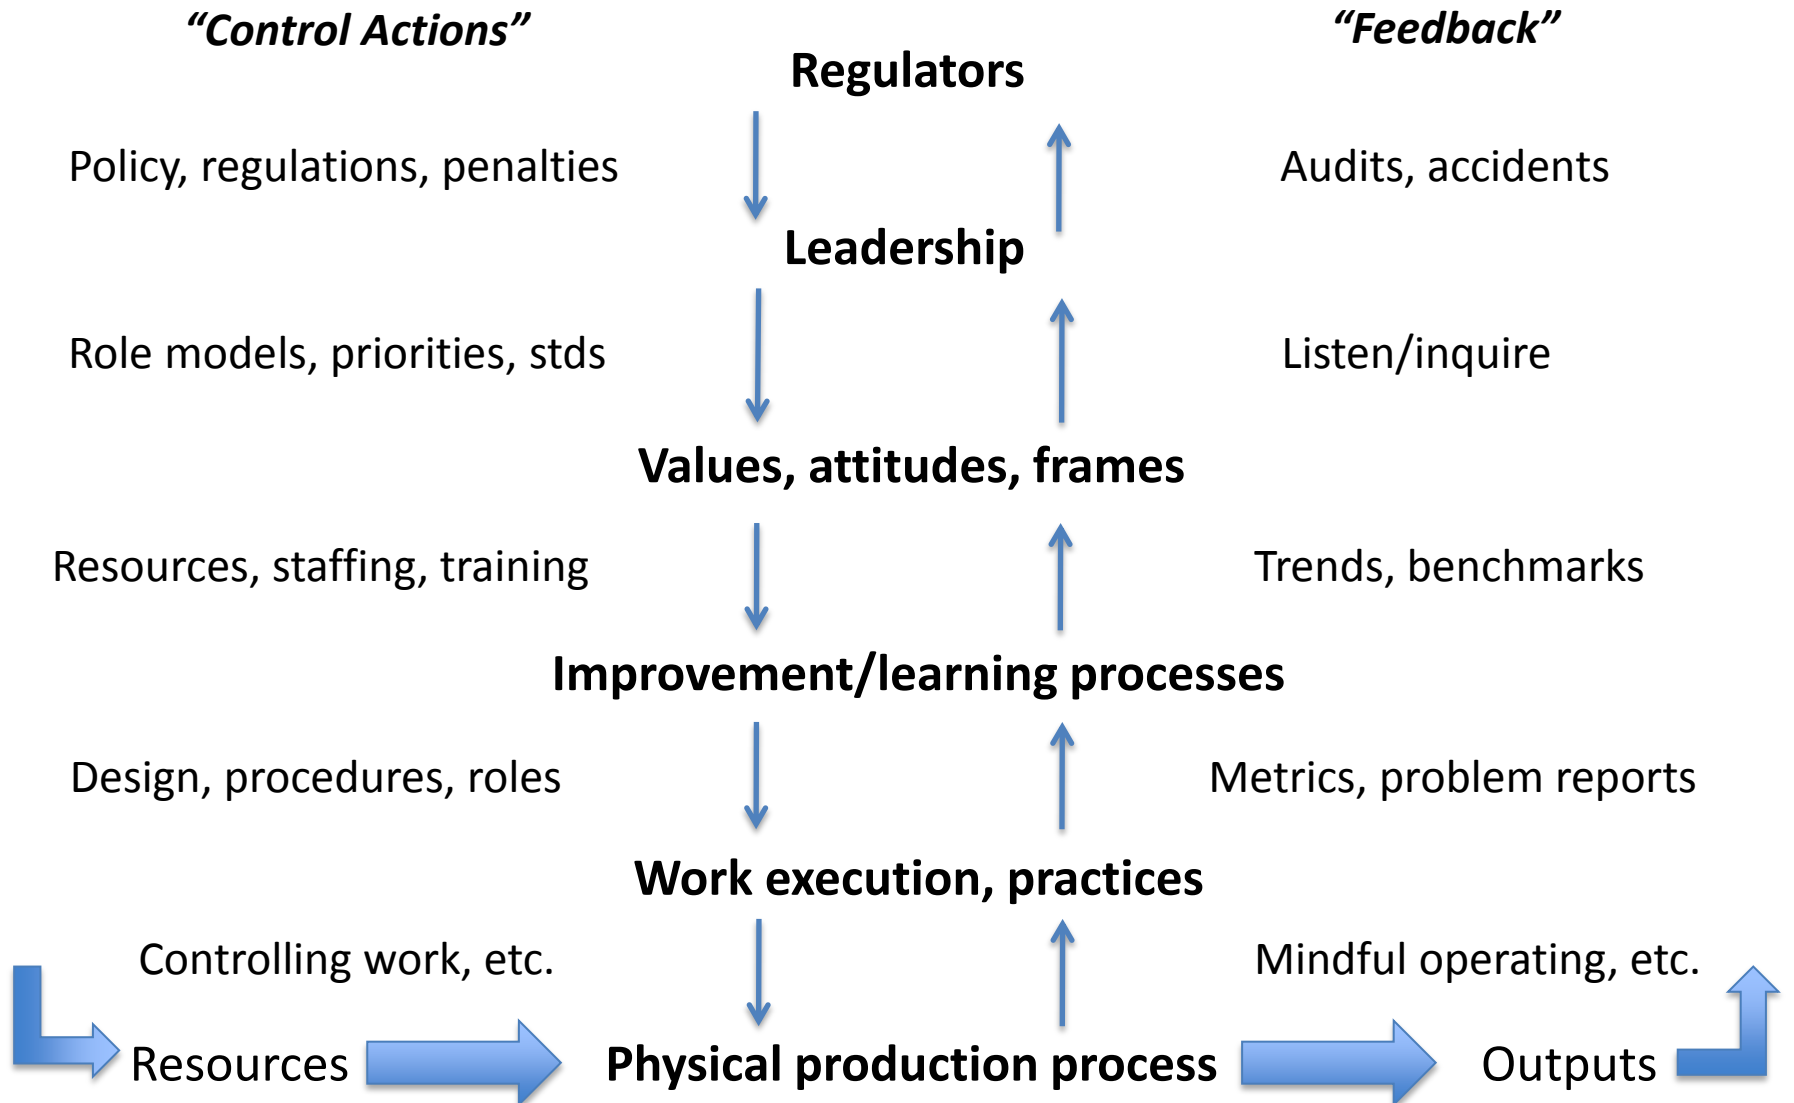 “Control Actions”
“Feedback”
Regulators
Policy, regulations, penalties
Audits, accidents
Leadership
Role models, priorities, stds
Listen/inquire
Values, attitudes, frames
Resources, staffing, training
Trends, benchmarks
Improvement/learning processes
Design, procedures, roles
Metrics, problem reports
Work execution, practices
Controlling work, etc.
Mindful operating, etc.
Resources
Physical production process
Outputs